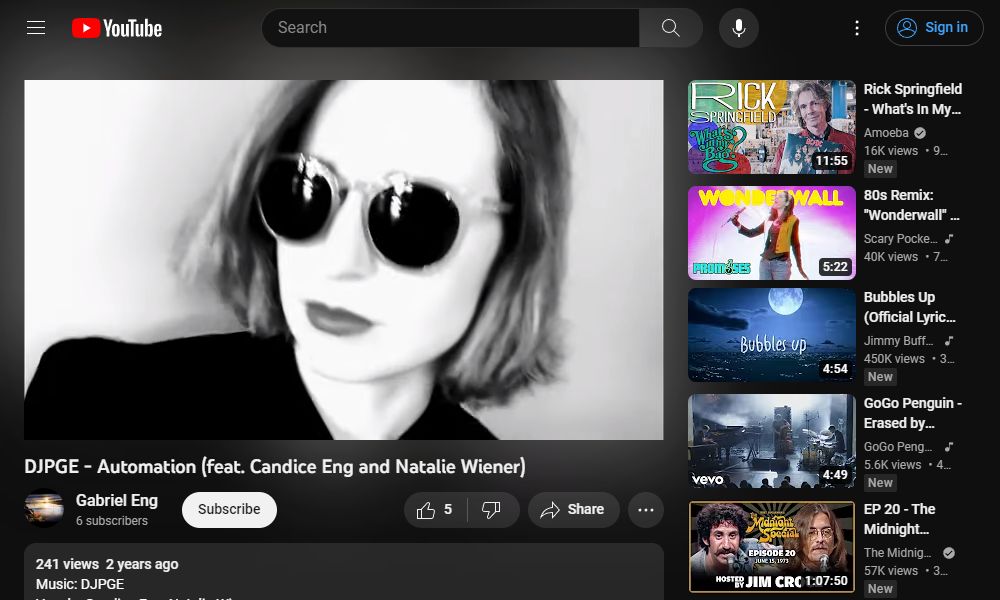 YouTube
Search
Sign in
DJPGE - Automation (feat. Candice Eng and Natalie Wiener)
Gabriel Eng
6 subscribers
Subscribe
5
Share
241 views 2 years ago
Music: DJPGE
RICK
SPRINGFIELD
What's
In My
Bag?
11:55
Rick Springfield
- What's In My...
Amoeba
16K views • 9...
New
WONDERWALL
PROM5SES
5:22
80s Remix:
"Wonderwall" ...
Scary Pocke...
40K views • 7...
Bubbles up
4:54
Bubbles Up
(Official Lyric...
Jimmy Buff...
450K views • 3...
New
vevo
4:49
GoGo Penguin -
Erased by...
GoGo Peng...
5.6K views • 4...
New
Midnight
Special
EPISODE 20
JUNE 15, 1973
HOSTED BY JIM CRO
1:07:50
EP 20 - The
Midnight...
The Midnig...
57K views • 3...
New